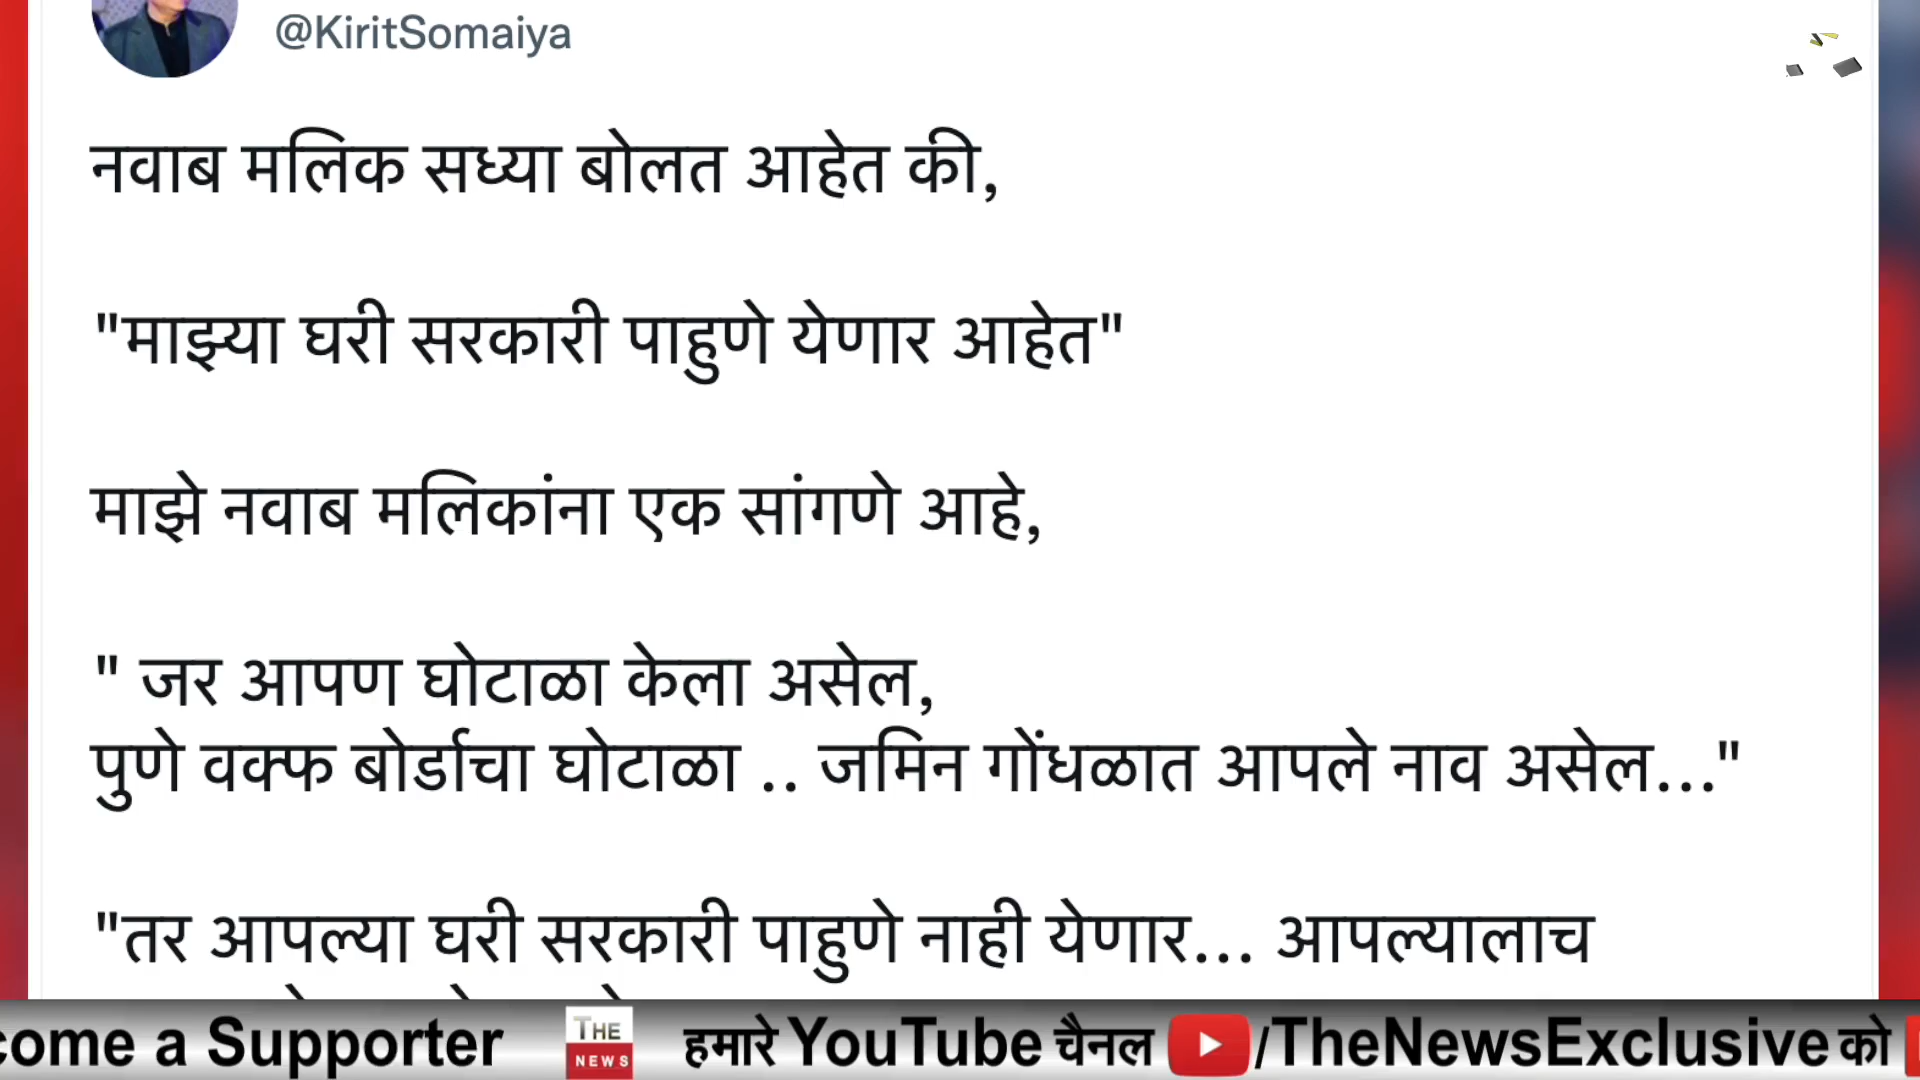 @KiritSomaiya
नवाब मलिक सध्या बोलत आहेत की,
"माझ्या घरी सरकारी पाहुणे येणार आहेत"
माझे नवाब मलिकांना एक सांगणे आहे,
" जर आपण घोटाळा केला असेल,
पुणे वक्फ बोर्डाचा घोटाळा .. जमिन गोंधळात आपले नाव असेल..."
"तर आपल्या घरी सरकारी पाहुणे नाही येणार... आपल्यालाच
come a Supporter THE NEWS हमारे YouTube चैनल /TheNewsExclusive को